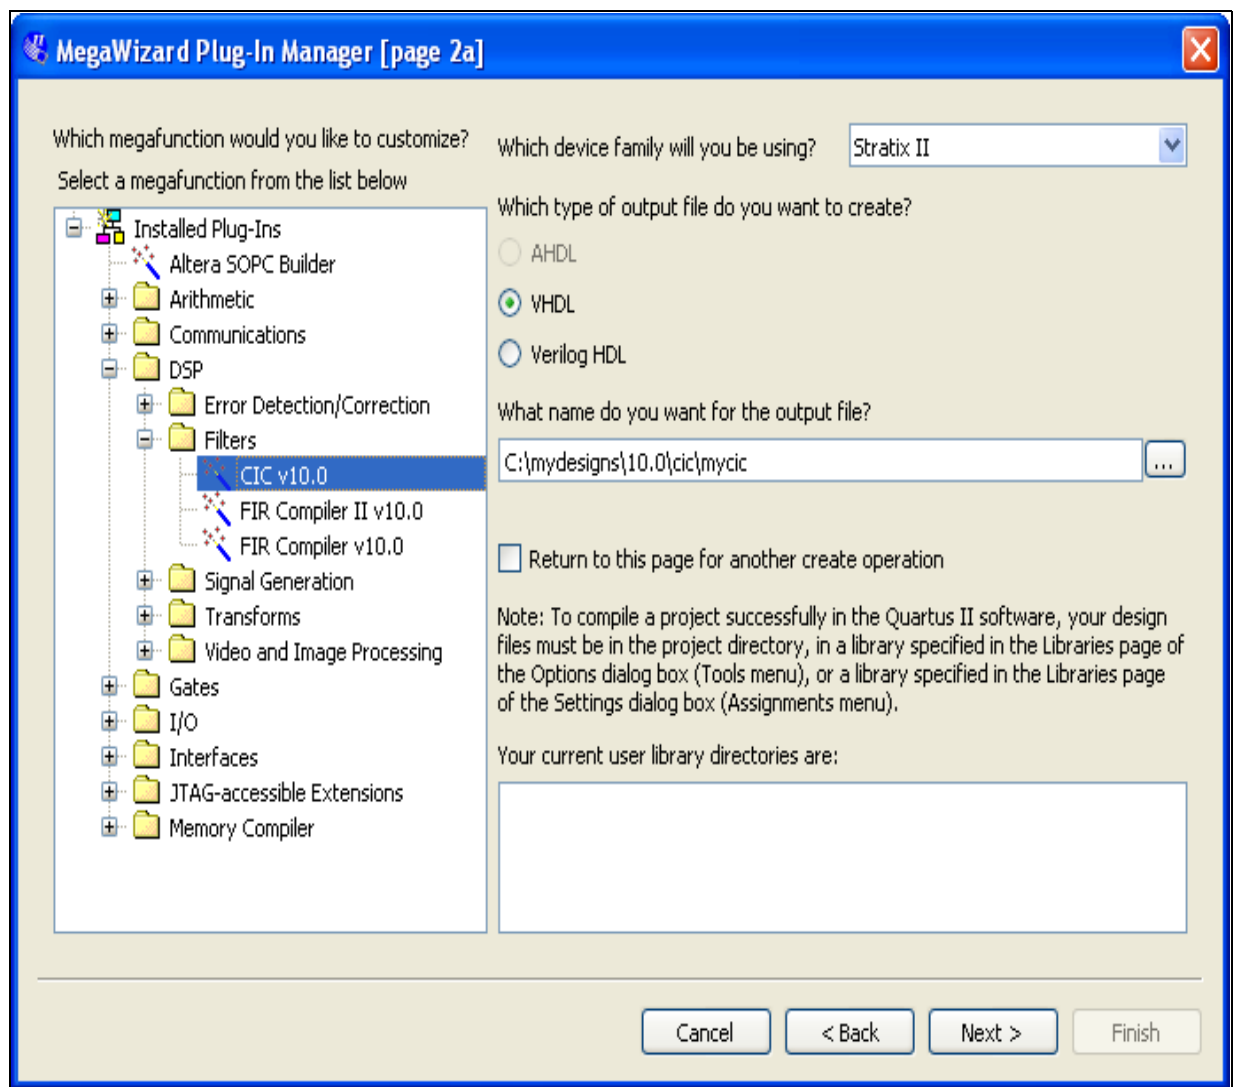 MegaWizard Plug-In Manager [page 2a]
Which megafunction would you like to customize?
Select a megafunction from the list below
Installed Plug-Ins
Altera SOPC Builder
Arithmetic
Communications
DSP
Error Detection/Correction
Filters
CIC v10.0
FIR Compiler II v10.0
FIR Compiler v10.0
Signal Generation
Transforms
Video and Image Processing
Gates
I/O
Interfaces
JTAG-accessible Extensions
Memory Compiler
Which device family will you be using?
Stratix II
Which type of output file do you want to create?
AHDL
VHDL
Verilog HDL
What name do you want for the output file?
C:\mydesigns\10.0\cic\mycic
...
Return to this page for another create operation
Note: To compile a project successfully in the Quartus II software, your design
files must be in the project directory, in a library specified in the Libraries page of
the Options dialog box (Tools menu), or a library specified in the Libraries page
of the Settings dialog box (Assignments menu).
Your current user library directories are:
Cancel
< Back
Next >
Finish